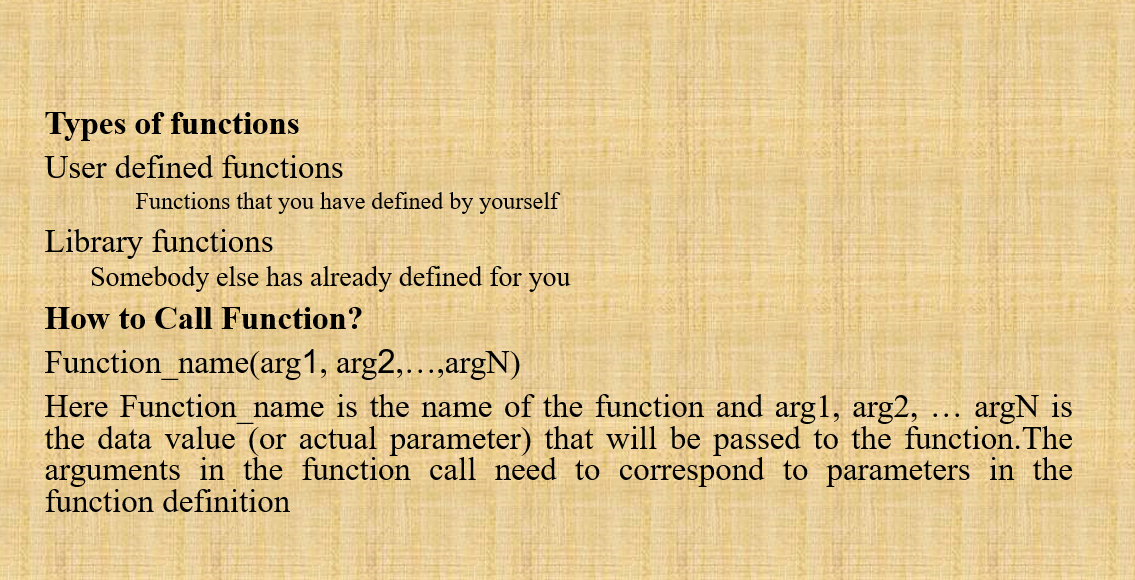 Types of functions
User defined functions
Functions that you have defined by yourself
Library functions
Somebody else has already defined for you
How to Call Function?
Function_name(arg1, arg2,…,argN)
Here Function_name is the name of the function and arg1, arg2, … argN is
the data value (or actual parameter) that will be passed to the function.The
arguments in the function call need to correspond to parameters in the
function definition